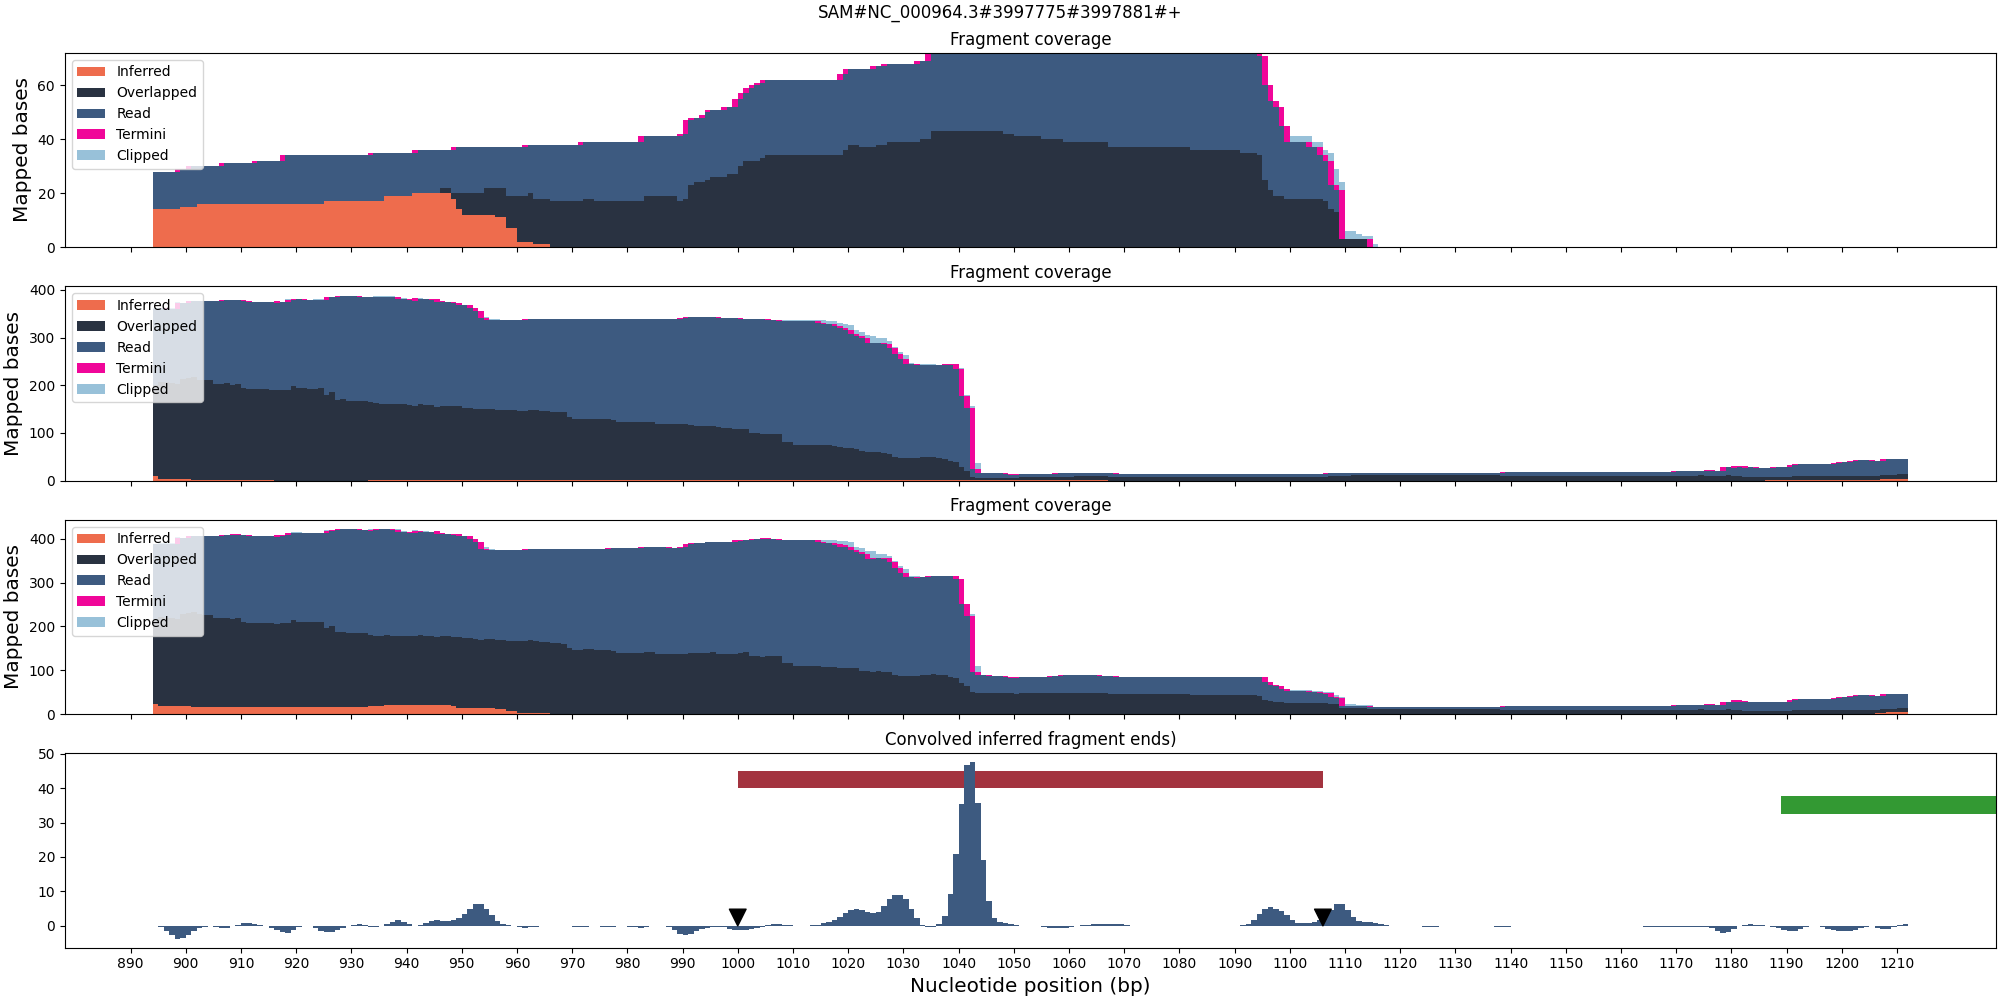 SAM#NC_000964.3#3997775#3997881#+
Fragment coverage
Mapped bases
60
40
20
0
Inferred
Overlapped
Read
Termini
Clipped
Fragment coverage
Mapped bases
400
300
200
100
0
Inferred
Overlapped
Read
Termini
Clipped
Fragment coverage
Mapped bases
400
300
200
100
0
Inferred
Overlapped
Read
Termini
Clipped
Convolved inferred fragment ends)
50
40
30
20
10
0
890 900 910 920 930 940 950 960 970 980 990 1000 1010 1020 1030 1040 1050 1060 1070 1080 1090 1100 1110 1120 1130 1140 1150 1160 1170 1180 1190 1200 1210
Nucleotide position (bp)